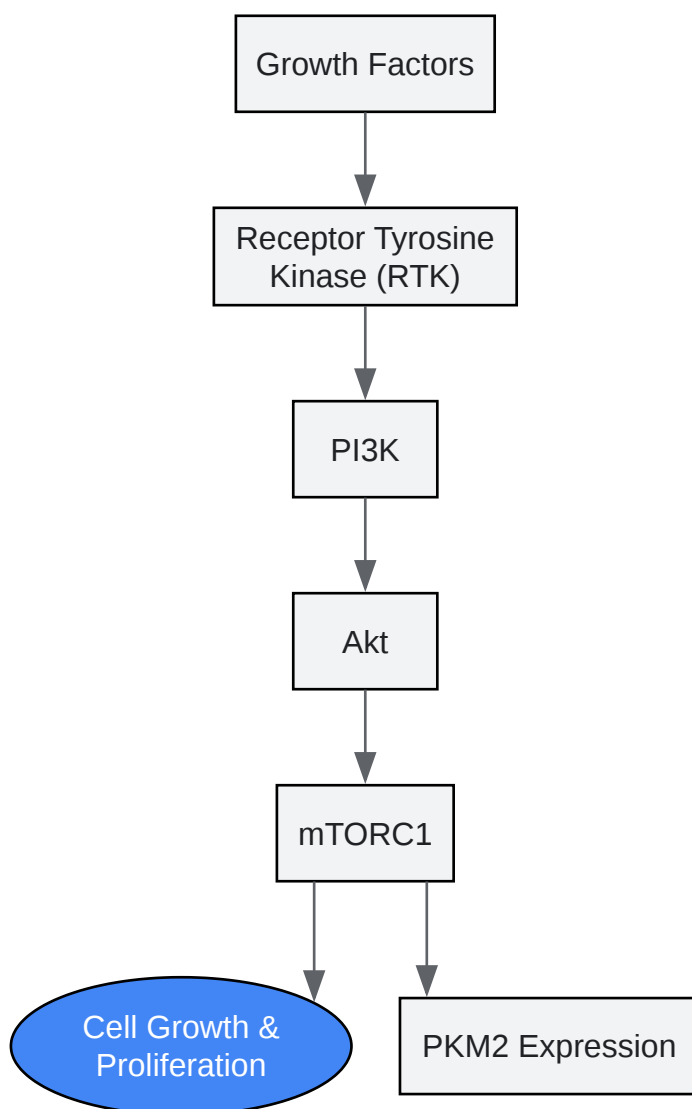 Growth Factors
Receptor Tyrosine
Kinase (RTK)
PI3K
Akt
mTORC1
Cell Growth &
Proliferation
PKM2 Expression